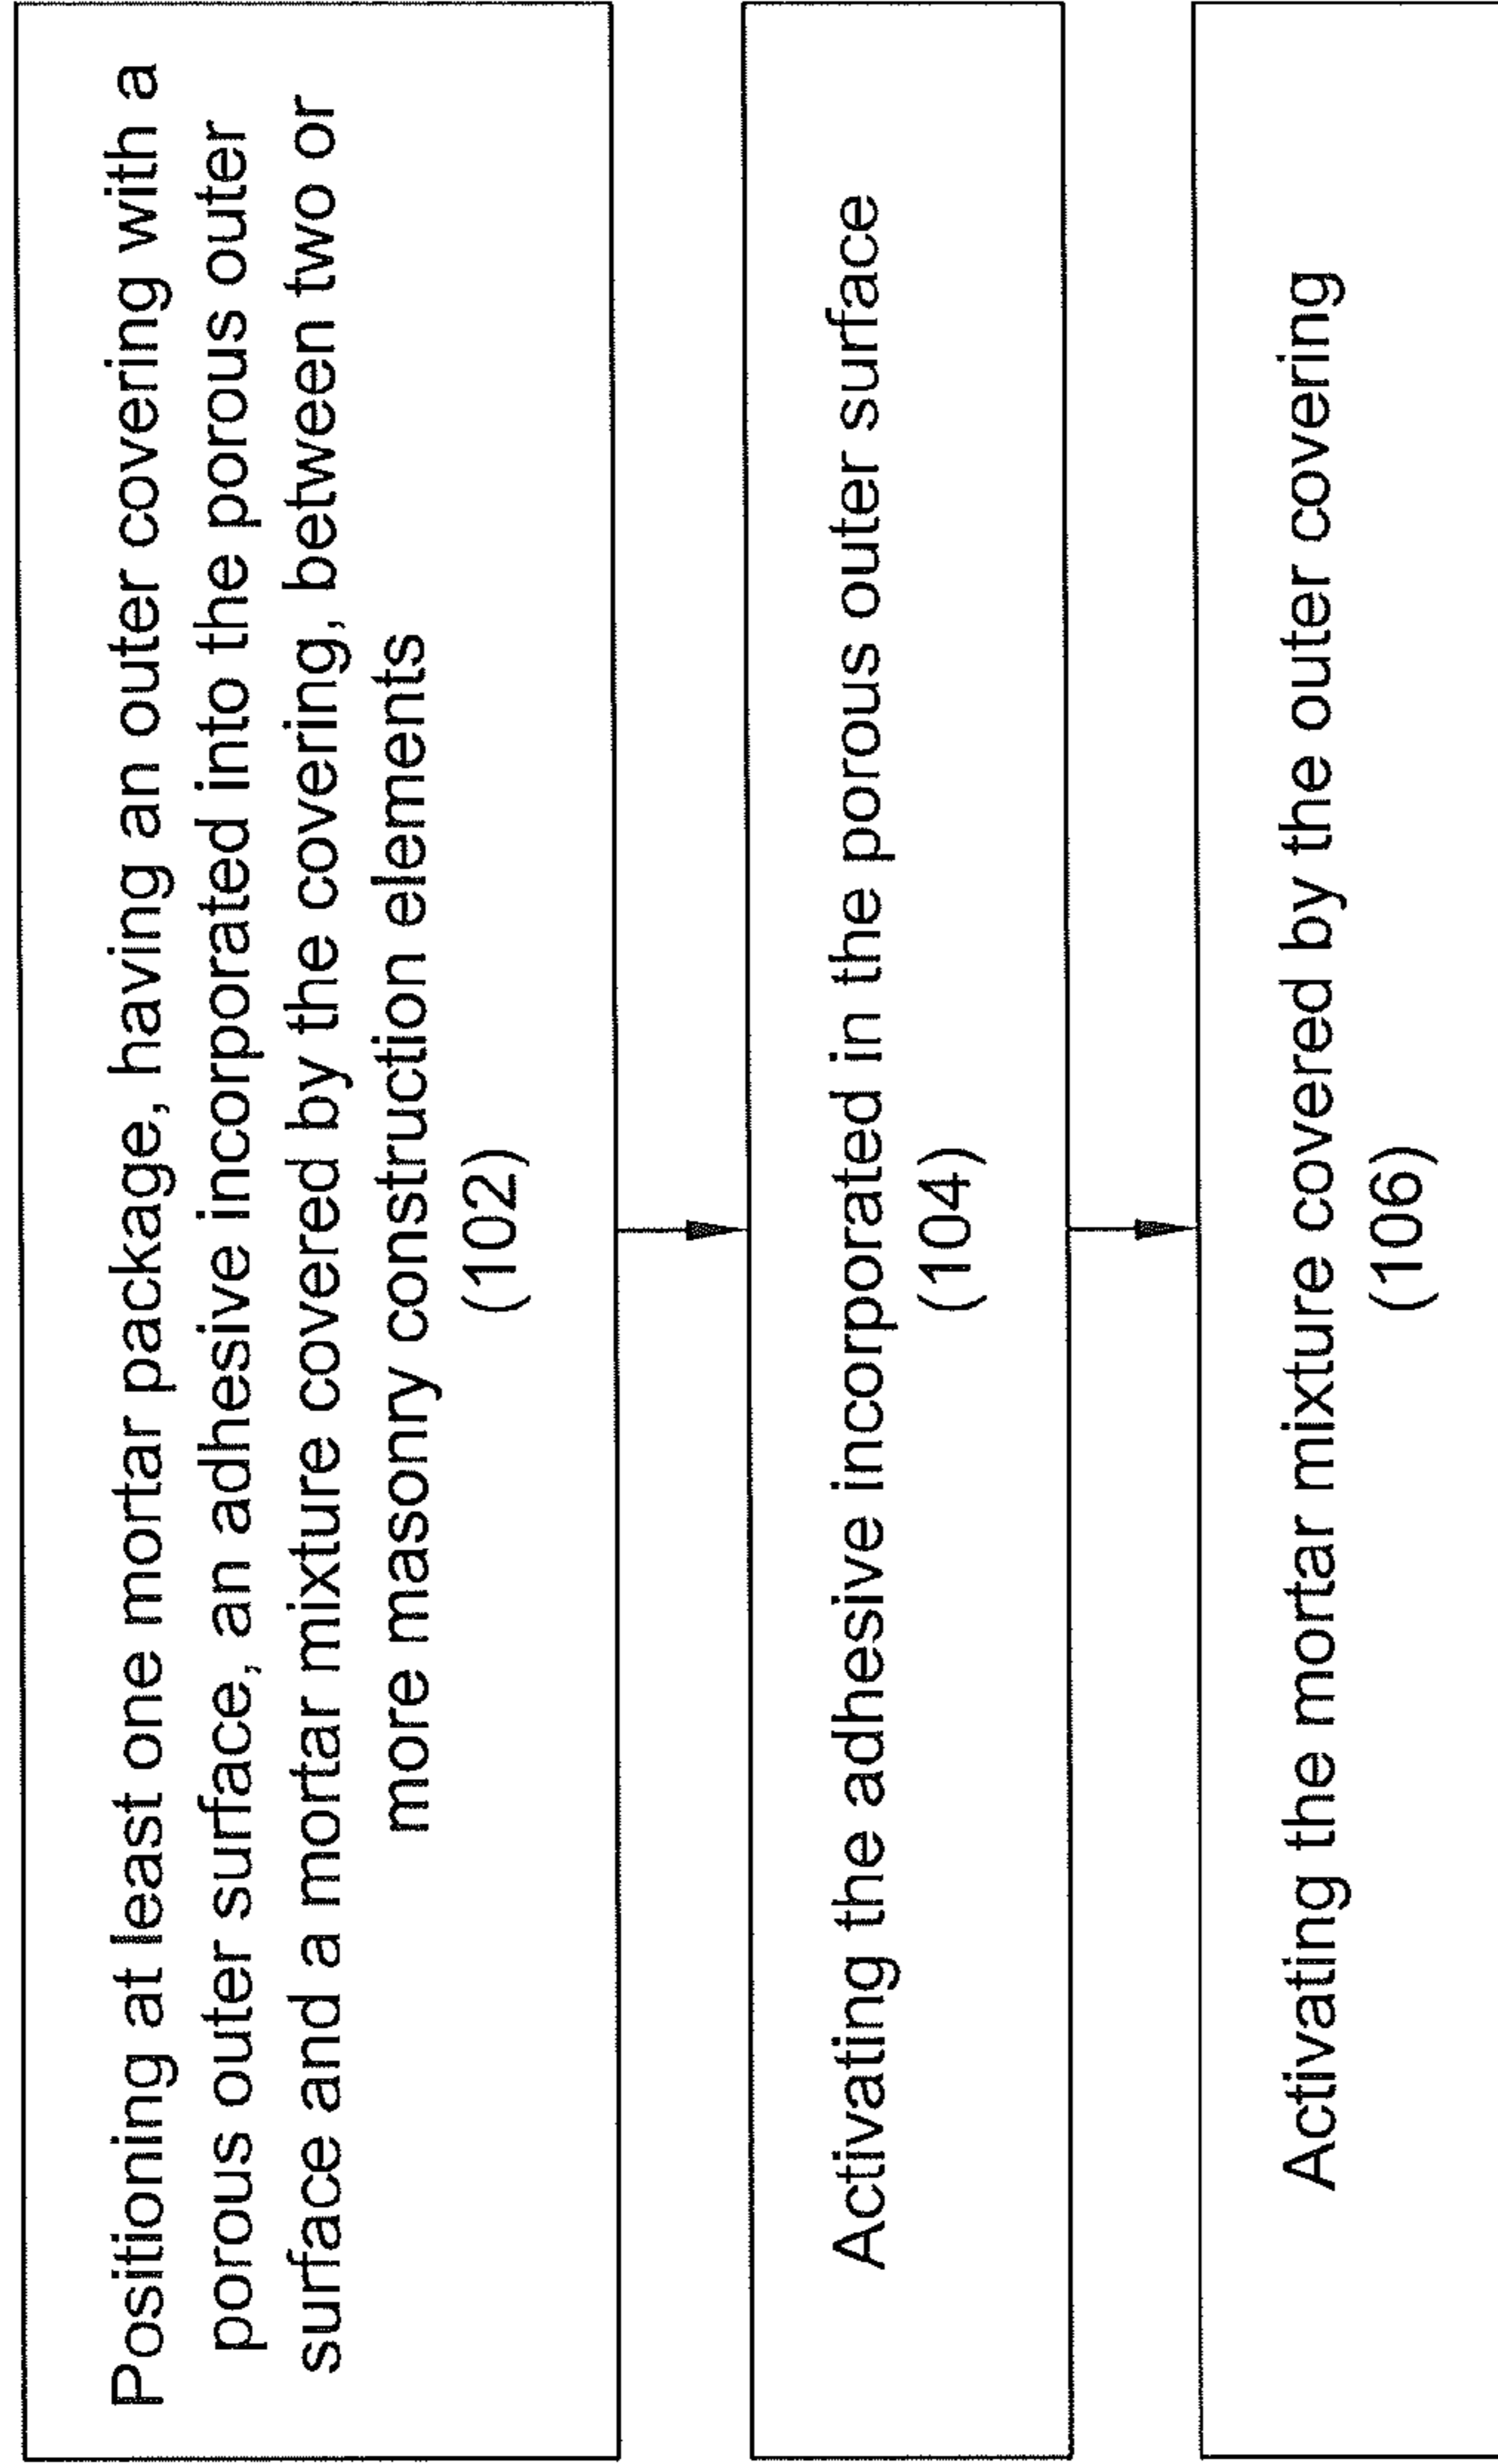 Positioning at least one mortar package, having an outer covering with a
porous outer surface, an adhesive incorporated into the porous outer
surface and a mortar mixture covered by the covering, between two or
more masonry construction elements
(102)
Activating the adhesive incorporated in the porous outer surface
(104)
Activating the mortar mixture covered by the outer covering
(106)